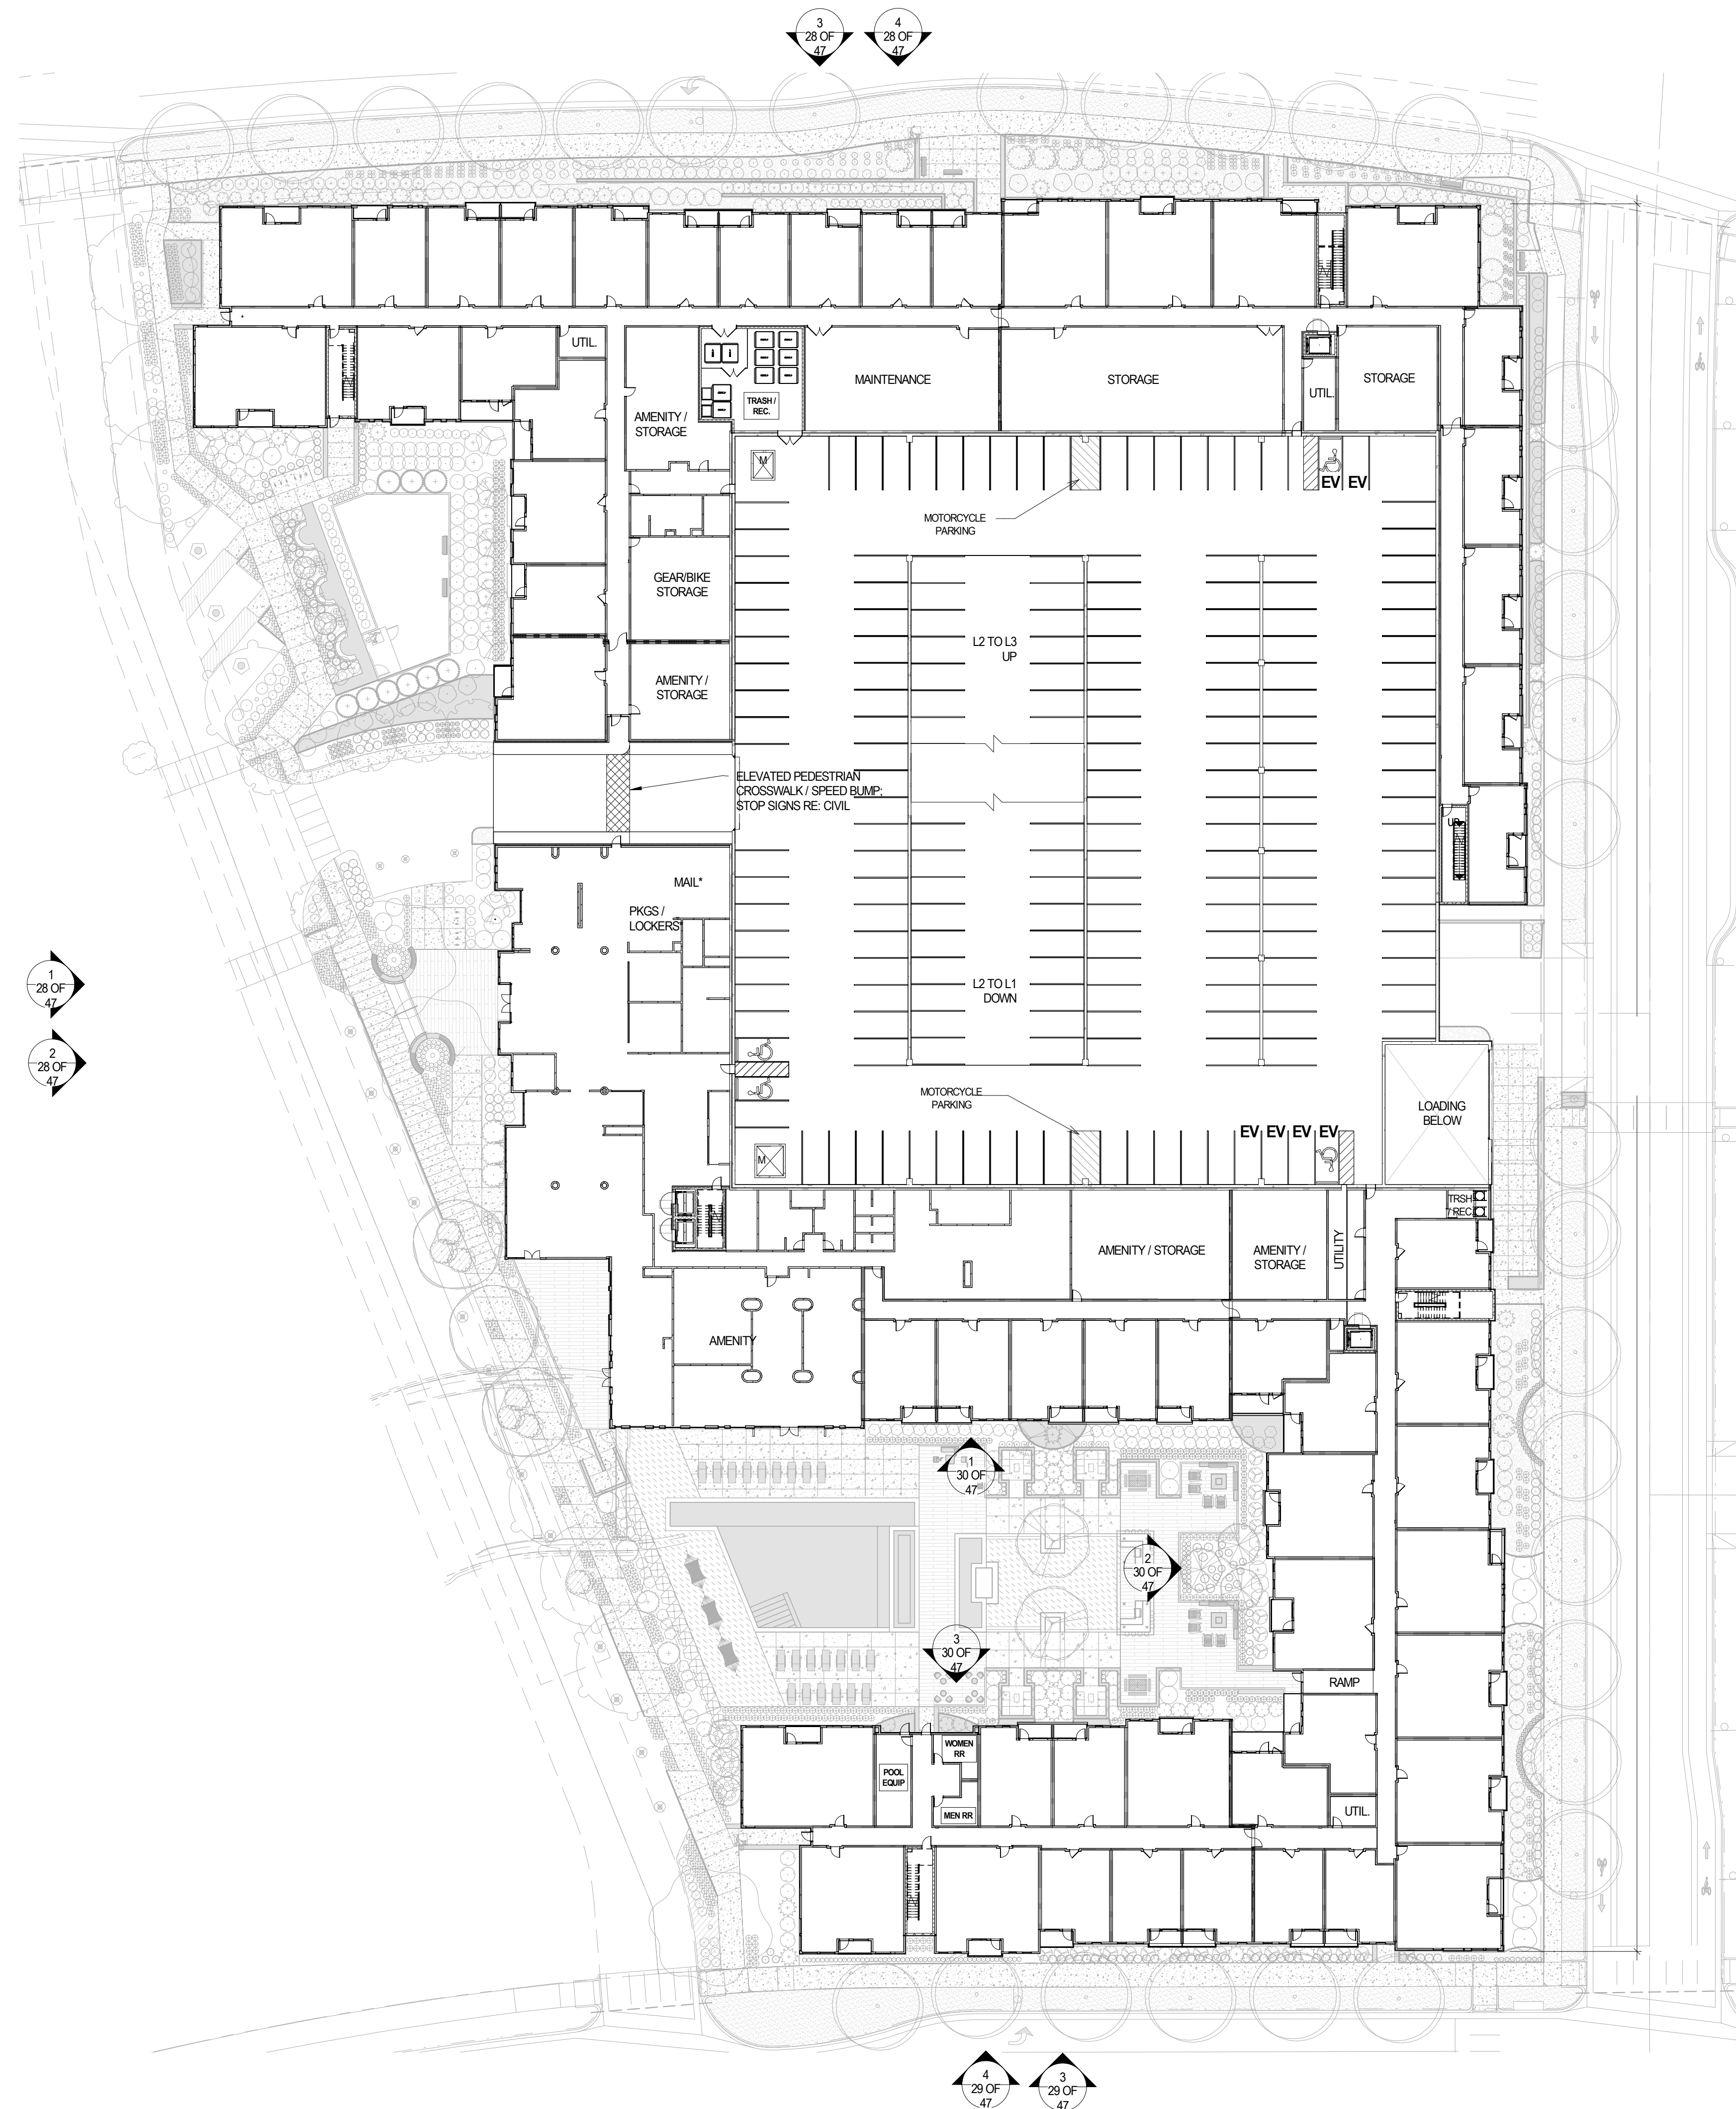 3
28 OF
47
4
28 OF
47
UTIL.
AMENITY /
STORAGE
TRASH /
REC.
MAINTENANCE
STORAGE
UTIL.
STORAGE
M
EV EV
MOTORCYCLE
PARKING
GEAR/BIKE
STORAGE
L2 TO L3
UP
AMENITY /
STORAGE
ELEVATED PEDESTRIAN
CROSSWALK / SPEED BUMP;
STOP SIGNS RE: CIVIL
UP
MAIL*
PKGS /
LOCKERS
1
28 OF
47
2
28 OF
47
L2 TO L1
DOWN
MOTORCYCLE
PARKING
LOADING
BELOW
EV EV EV EV
M
TRSH
/ REC.
AMENITY / STORAGE
AMENITY /
STORAGE
UTILITY
AMENITY
1
30 OF
47
2
30 OF
47
3
30 OF
47
RAMP
WOMEN
RR
POOL
EQUIP
MEN RR
UTIL.
4
29 OF
47
3
29 OF
47